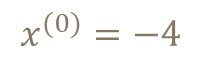 x⁽⁰⁾ = −4